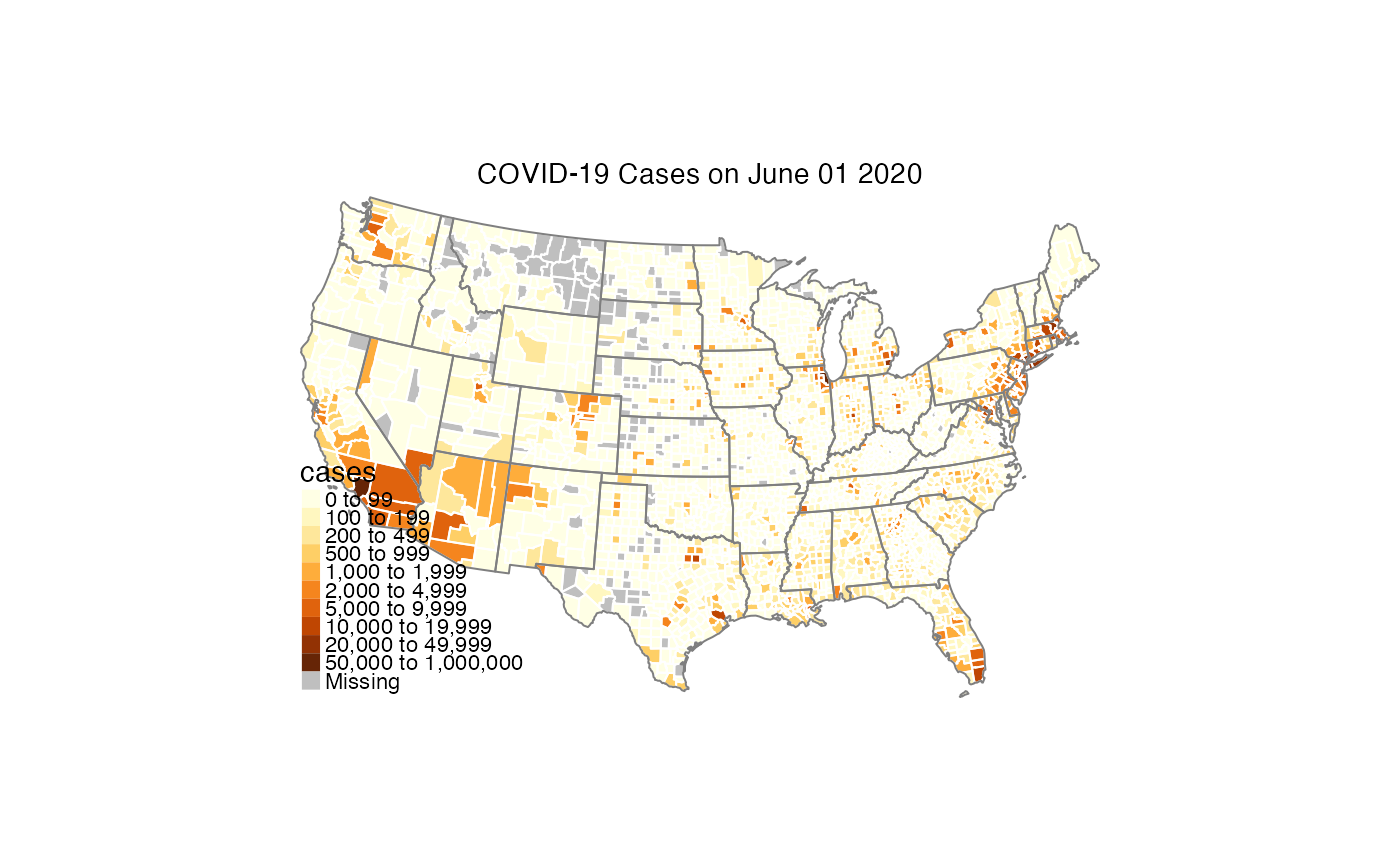 COVID-19 Cases on June 01 2020
cases
0 to 99
100 to 199
200 to 499
500 to 999
1,000 to 1,999
2,000 to 4,999
5,000 to 9,999
10,000 to 19,999
20,000 to 49,999
50,000 to 1,000,000
Missing